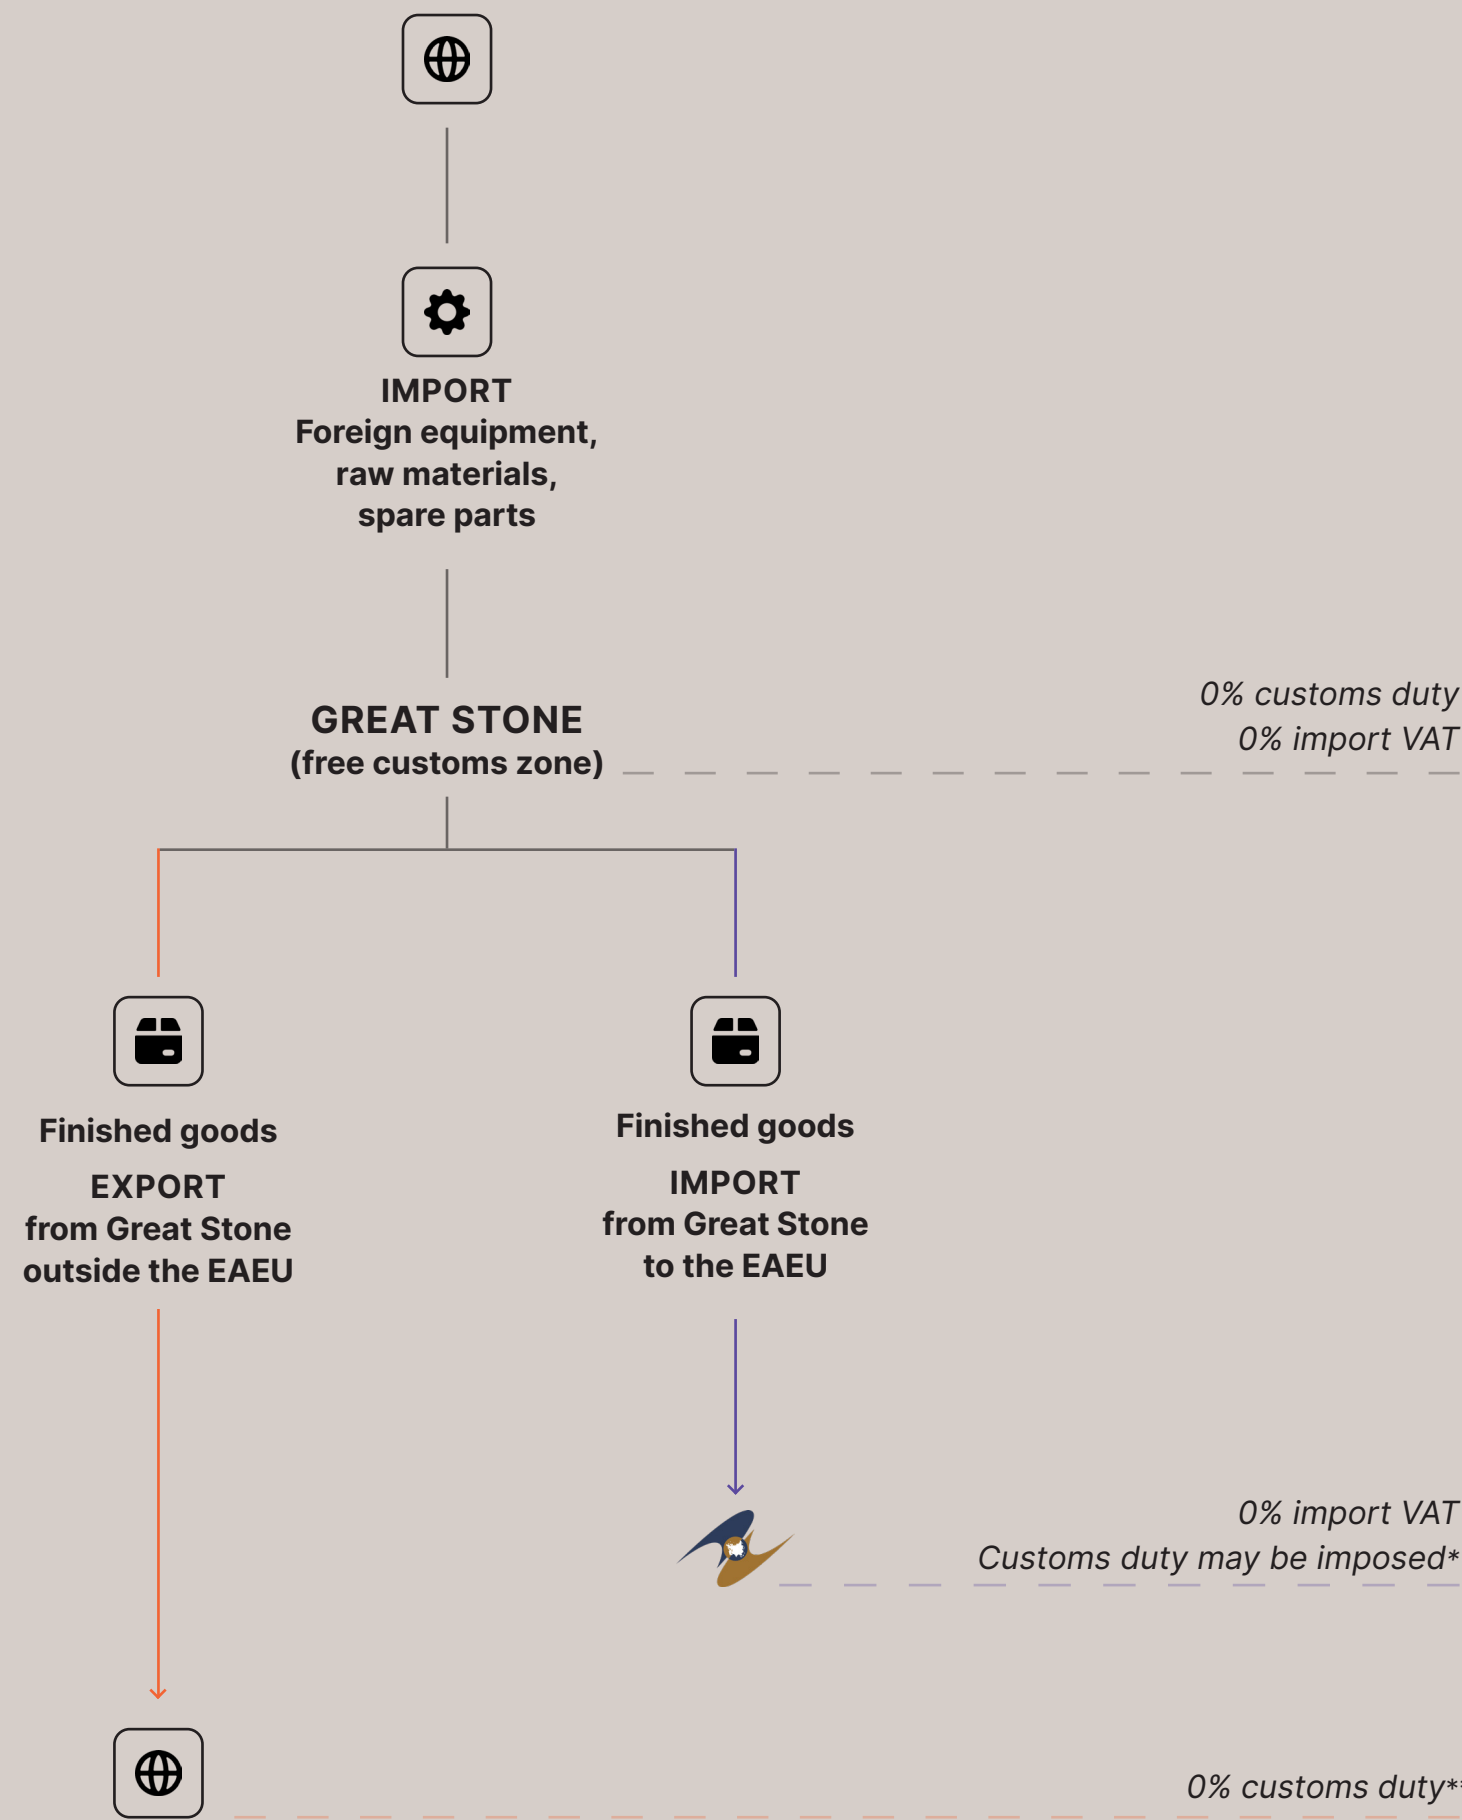 IMPORT
Foreign equipment,
raw materials,
spare parts
GREAT STONE
(free customs zone)
0% customs duty
0% import VAT
Finished goods
EXPORT
from Great Stone
outside the EAEU
Finished goods
IMPORT
from Great Stone
to the EAEU
0% import VAT
Customs duty may be imposed*
0% customs duty**